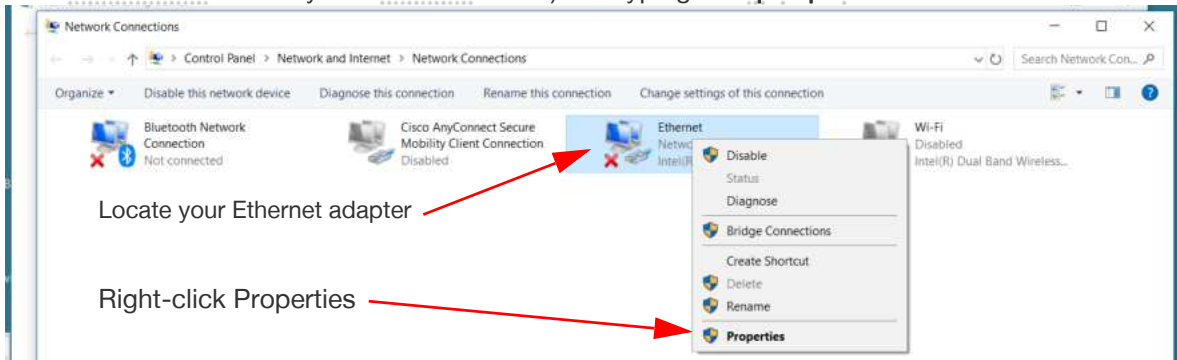 Network Connections
Control Panel > Network and Internet > Network Connections
Search Network Con...
Organize
Disable this network device
Diagnose this connection
Rename this connection
Change settings of this connection
Bluetooth Network
Connection
Not connected
Cisco AnyConnect Secure
Mobility Client Connection
Disabled
Ethernet
Intel(R)
Wi-Fi
Disabled
Intel(R) Dual Band Wireless...
Disable
Status
Diagnose
Bridge Connections
Create Shortcut
Delete
Rename
Properties
Locate your Ethernet adapter
Right-click Properties